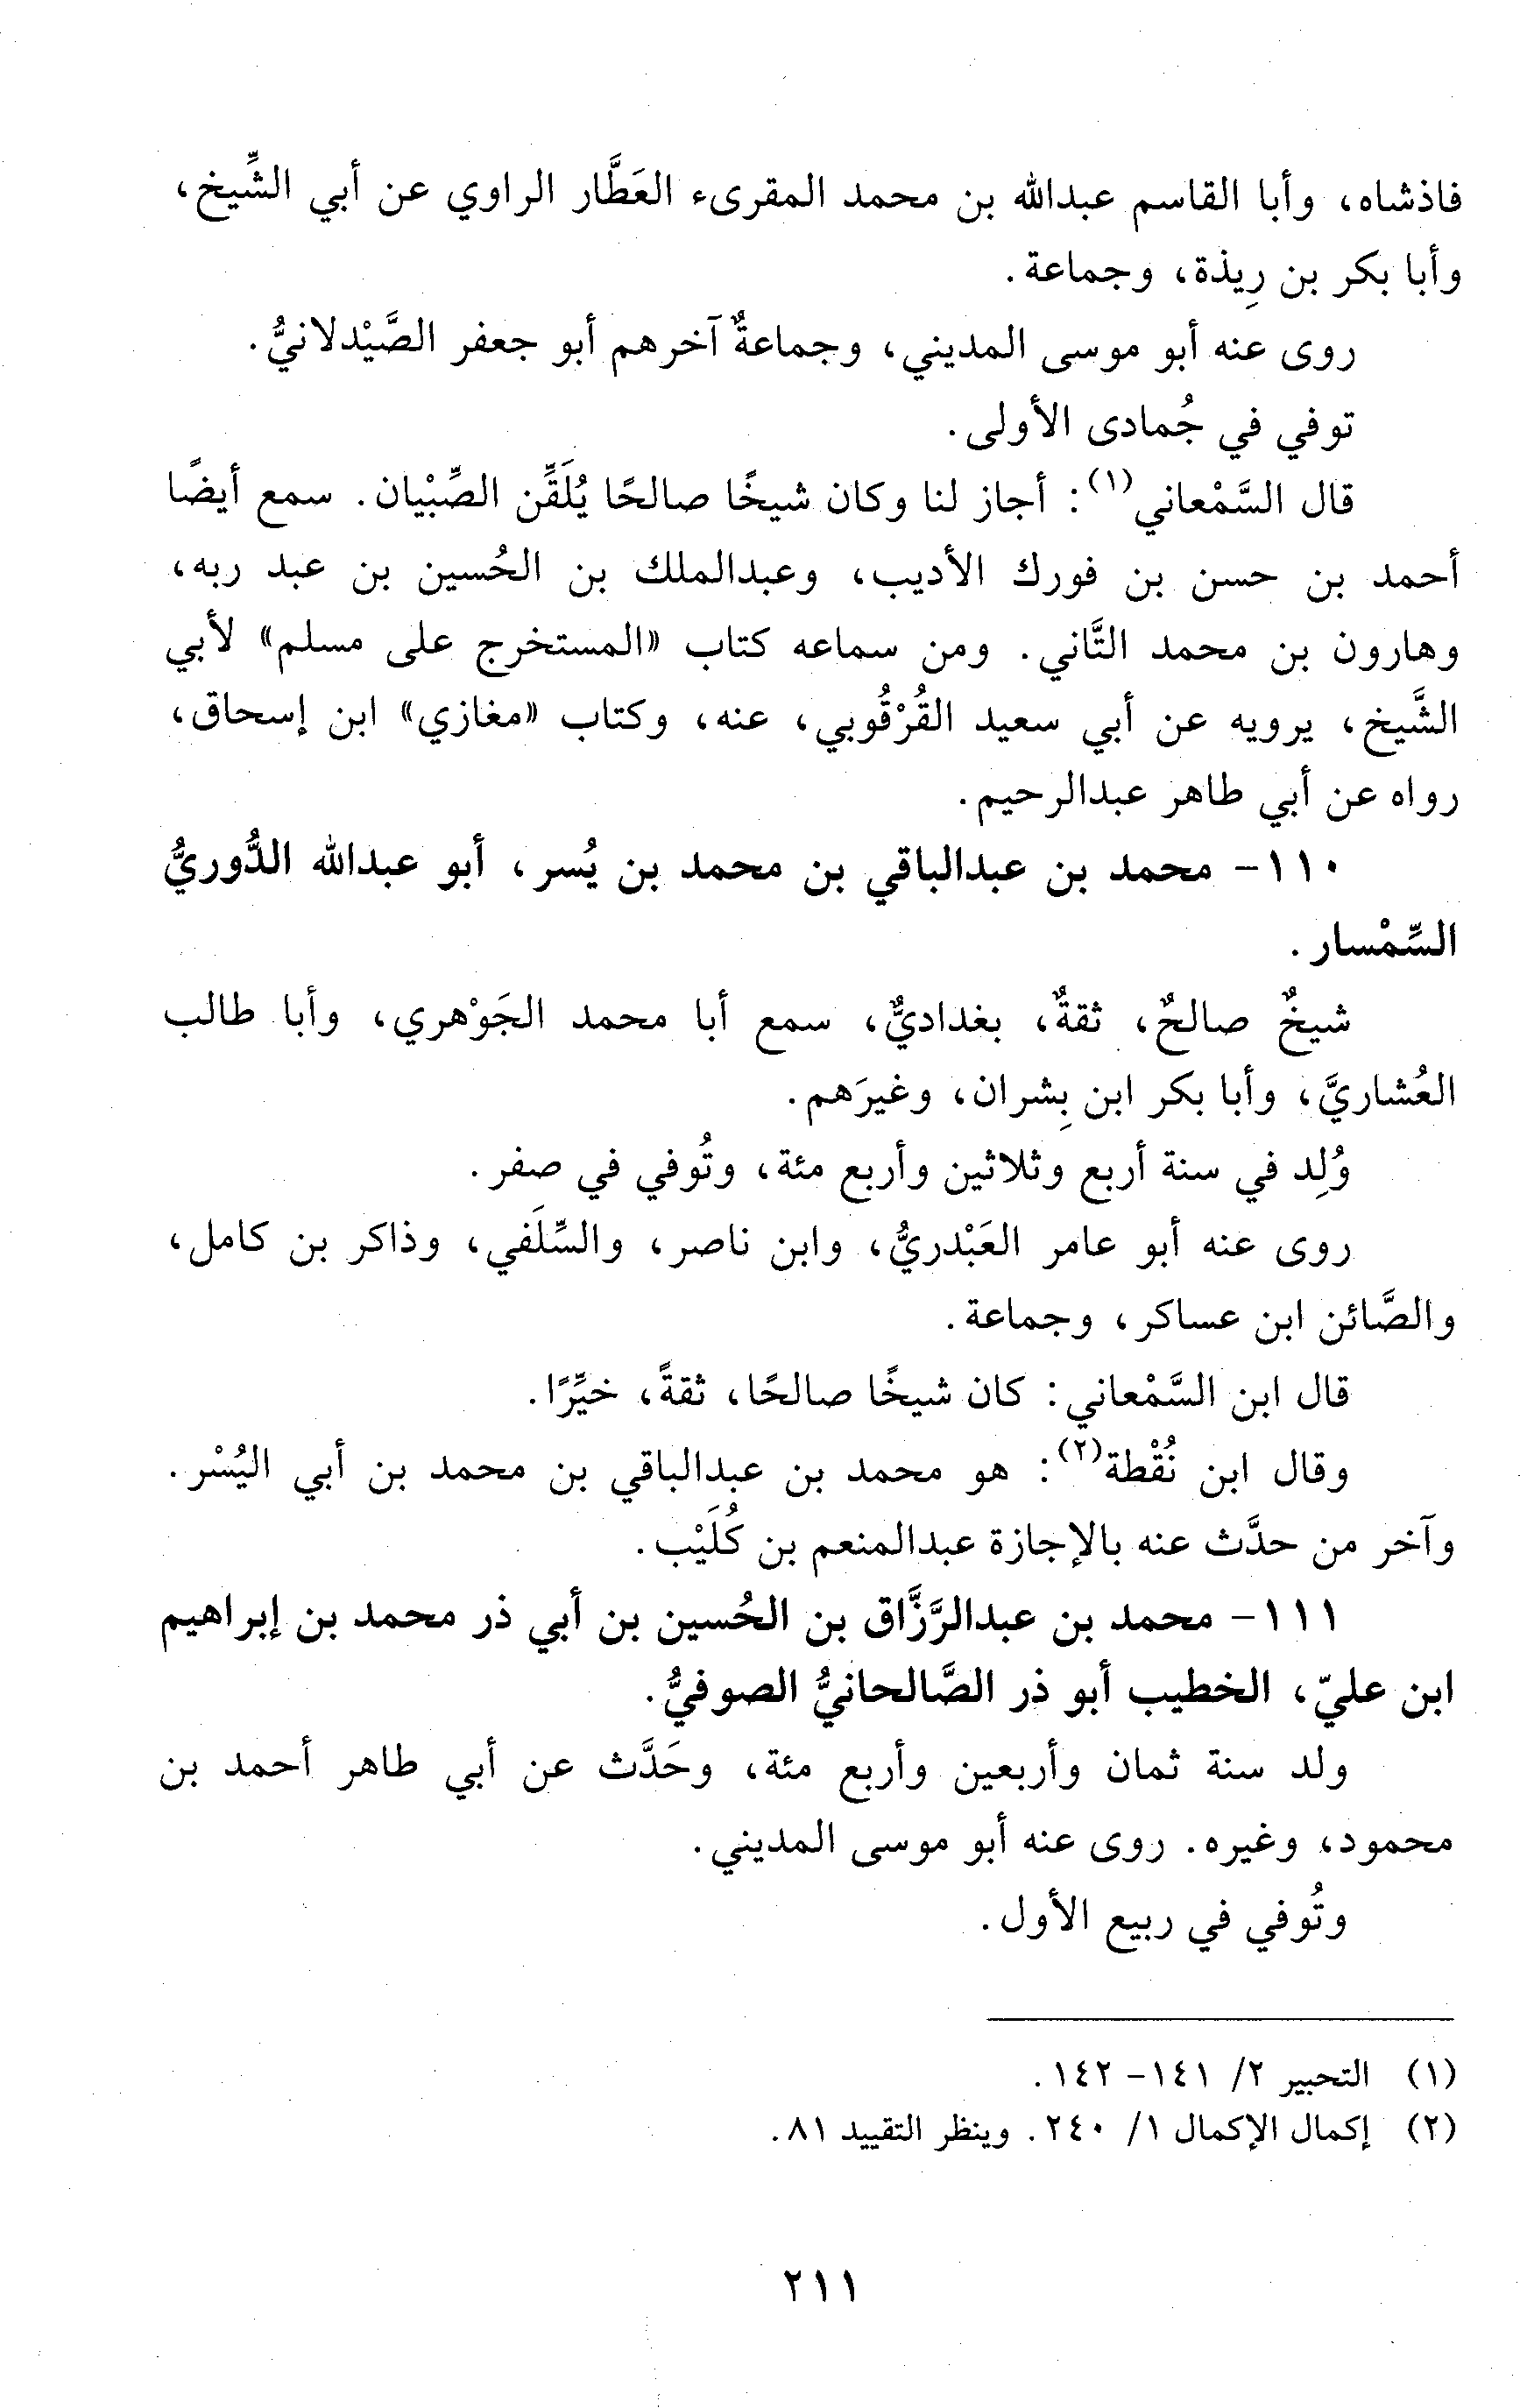 فاذشاه، وأبا القاسم عبدالله بن محمد المقرىء العَطَّار الراوي عن أبي الشِّيخ،
وأبا بكر بن رِيذة، وجماعة.
روى عنه أبو موسى المديني، وجماعةٌ آخرهم أبو جعفر الصَّيْدلانيُّ.
توفي في جُمادى الأولى.
قال السَّمْعاني(١): أجاز لنا وكان شيخًا صالحًا يُلَقِّن الصِّبْيان. سمع أيضًا
أحمد بن حسن بن فورك الأديب، وعبدالملك بن الحُسين بن عبد ربه،
وهارون بن محمد التَّاني. ومن سماعه كتاب «المستخرج على مسلم» لأبي
الشَّيخ، يرويه عن أبي سعيد القُرْقُوبي، عنه، وكتاب «مغازي» ابن إسحاق،
رواه عن أبي طاهر عبدالرحيم.
١١٠- محمد بن عبدالباقي بن محمد بن يُسر، أبو عبدالله الدُّوريُّ
السِّمْسار.
شيخٌ صالحٌ، ثقةٌ، بغداديٌّ، سمع أبا محمد الجَوْهري، وأبا طالب
العُشاريَّ، وأبا بكر ابن بِشران، وغيرَهم.
وُلِد في سنة أربع وثلاثين وأربع مئة، وتُوفي في صفر.
روى عنه أبو عامر العَبْدريُّ، وابن ناصر، والسِّلَفي، وذاكر بن كامل،
والصَّائن ابن عساكر، وجماعة.
قال ابن السَّمْعاني: كان شيخًا صالحًا، ثقةً، خيِّرًا.
وقال ابن نُقْطة(٢): هو محمد بن عبدالباقي بن محمد بن أبي اليُسْر.
وآخر من حدَّث عنه بالإجازة عبدالمنعم بن كُلَيْب.
١١١- محمد بن عبدالرَّزَّاق بن الحُسين بن أبي ذر محمد بن إبراهيم
ابن عليّ، الخطيب أبو ذر الصَّالحانيُّ الصوفيُّ.
ولد سنة ثمان وأربعين وأربع مئة، وحَدَّث عن أبي طاهر أحمد بن
محمود، وغيره. روى عنه أبو موسى المديني.
وتُوفي في ربيع الأول.
(١) التحبير ٢/ ١٤١- ١٤٢.
(٢) إكمال الإكمال ١/ ٢٤٠. وينظر التقييد ٨١.
٢١١